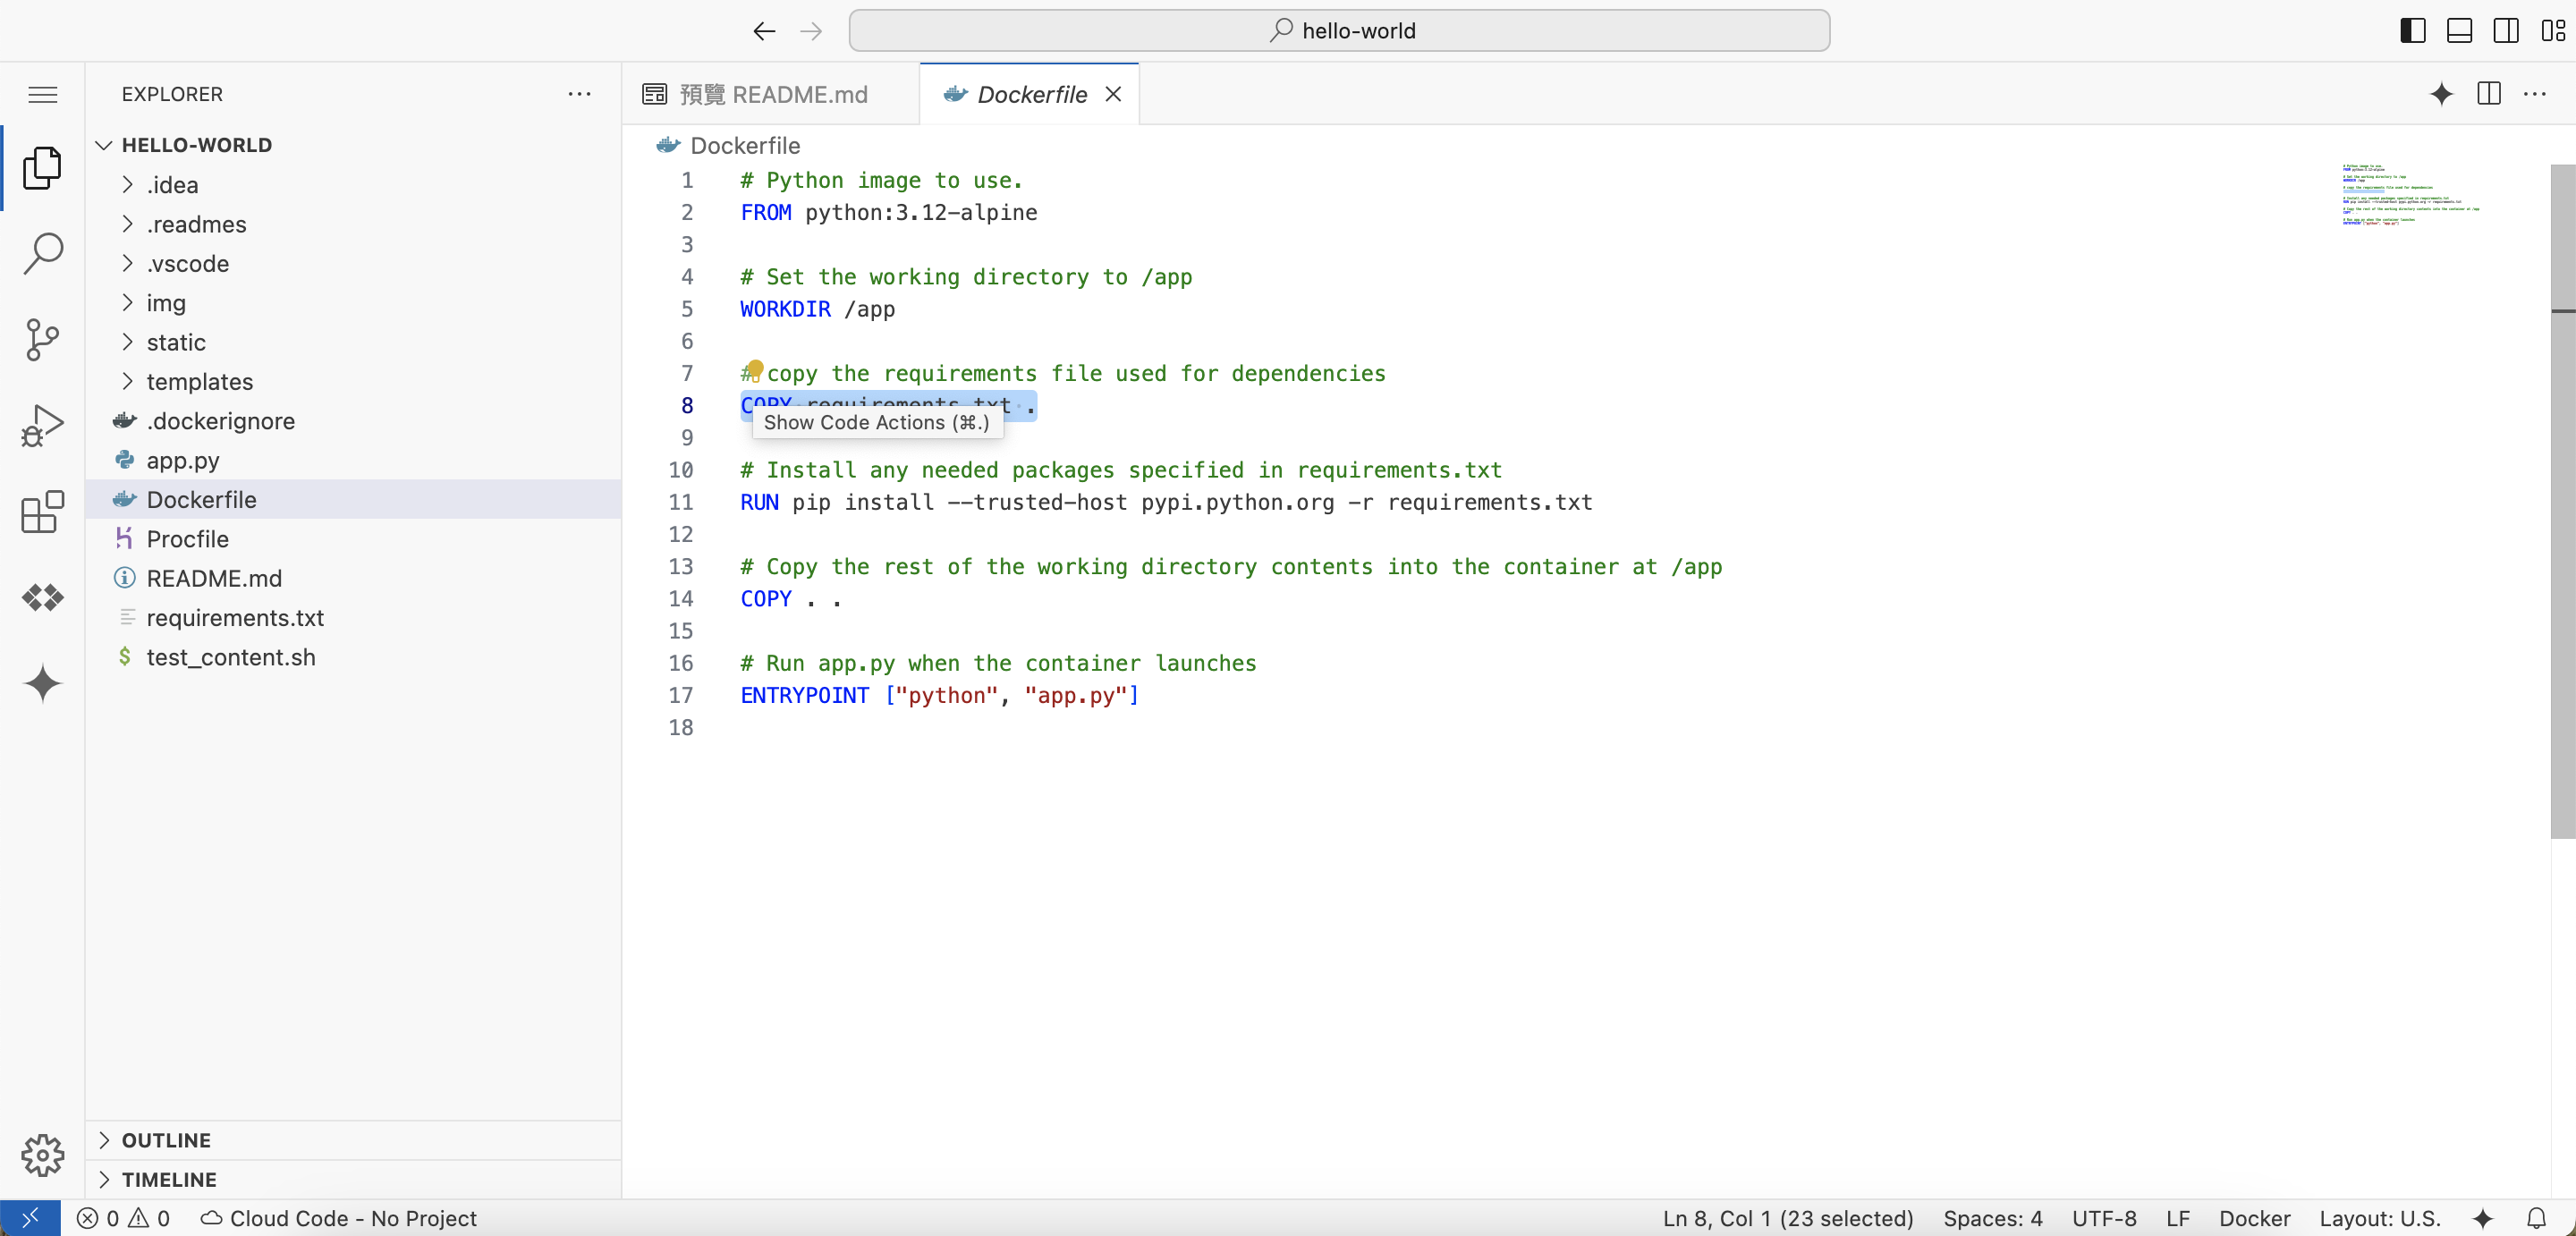 hello-world
EXPLORER
HELLO-WORLD
.idea
.readmes
.vscode
img
static
templates
.dockerignore
app.py
Dockerfile
Procfile
README.md
requirements.txt
test_content.sh
OUTLINE
TIMELINE
預覽 README.md
Dockerfile
Dockerfile
1 # Python image to use.
2 FROM python:3.12-alpine
3
4 # Set the working directory to /app
5 WORKDIR /app
6
7 # copy the requirements file used for dependencies
8 COPY requirements.txt .
Show Code Actions (⌘.)
9
10 # Install any needed packages specified in requirements.txt
11 RUN pip install --trusted-host pypi.python.org -r requirements.txt
12
13 # Copy the rest of the working directory contents into the container at /app
14 COPY . .
15
16 # Run app.py when the container launches
17 ENTRYPOINT ["python", "app.py"]
18
0 0 Cloud Code - No Project
Ln 8, Col 1 (23 selected) Spaces: 4 UTF-8 LF Docker Layout: U.S.